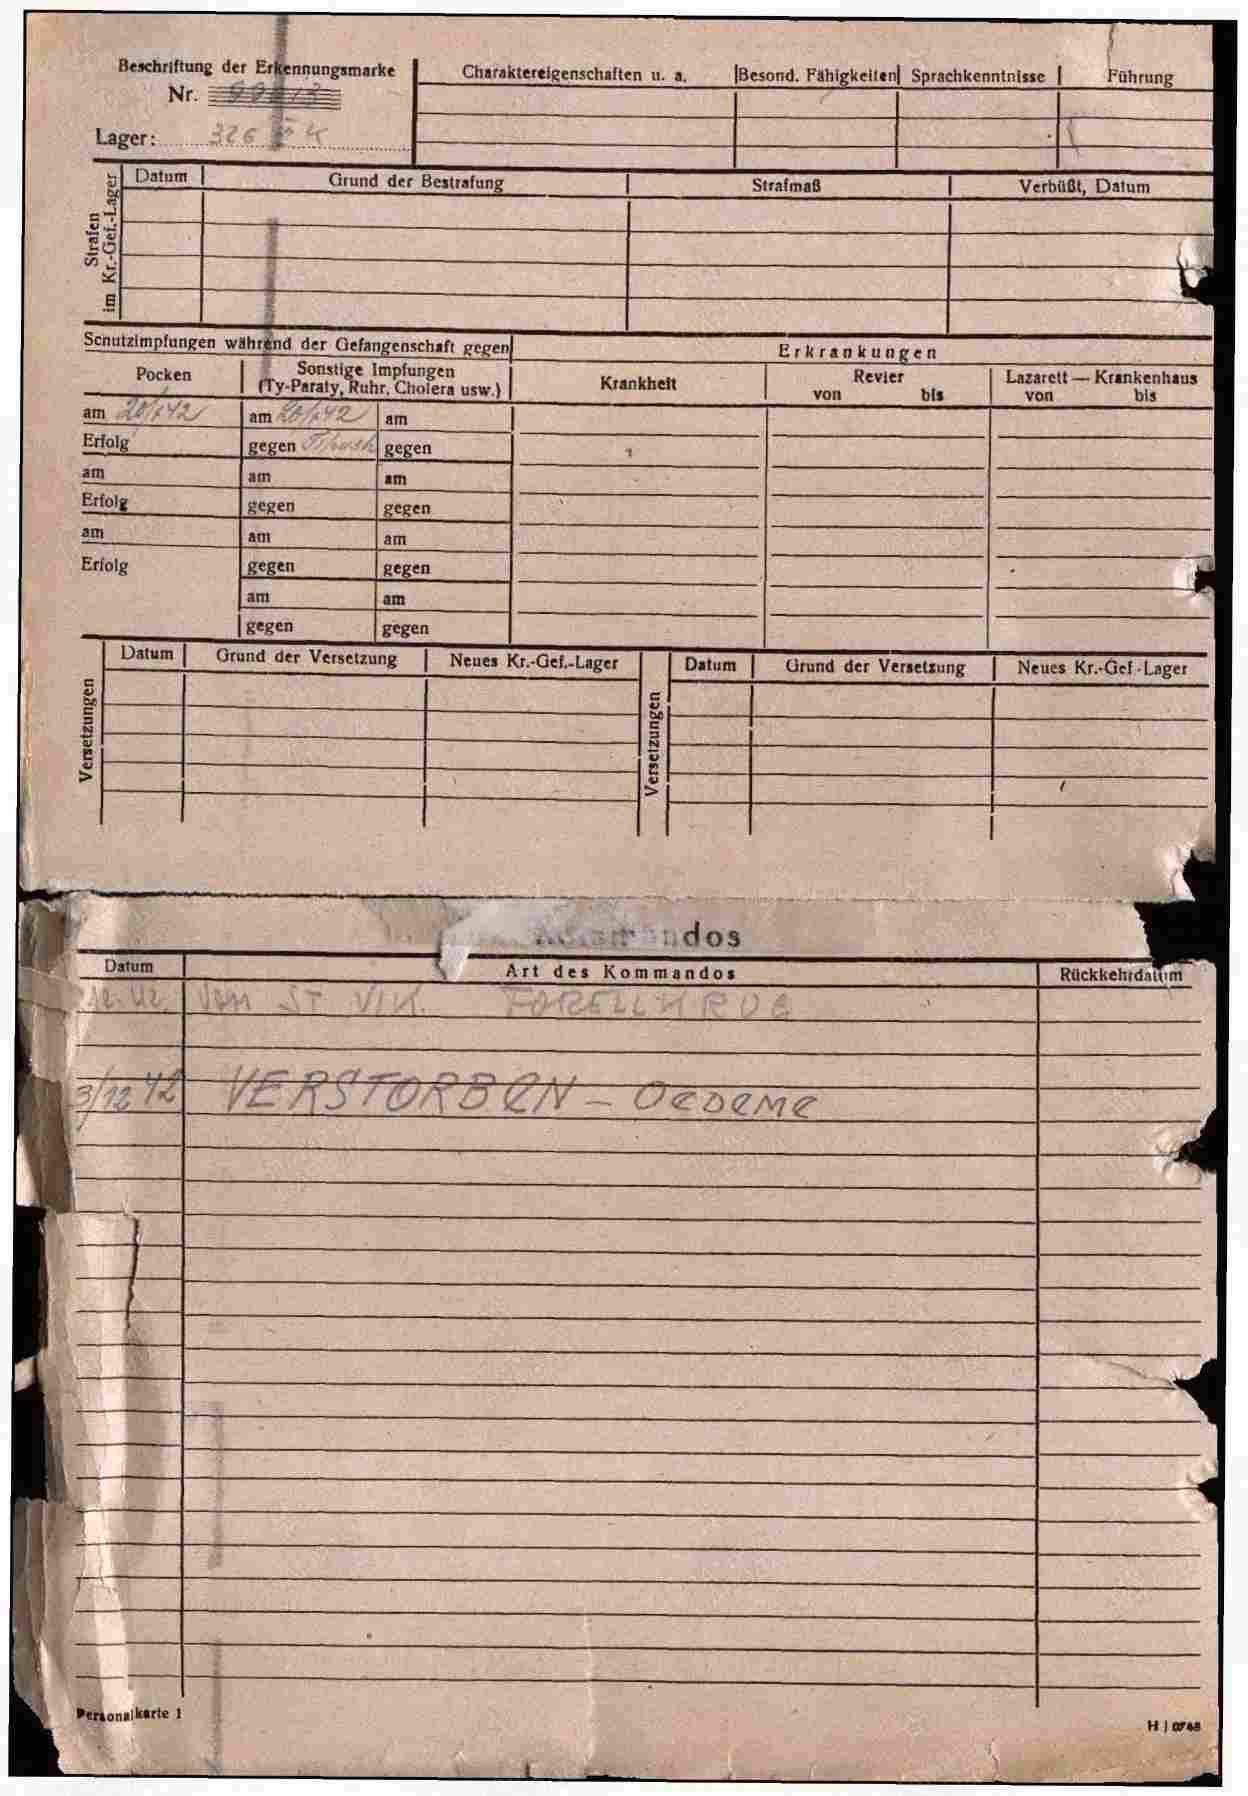 Beschriftung der Erkennungsmarke
Nr.
Lager: 326
Charaktereigenschaften u. a. Besond. Fähigkeiten Sprachkenntnisse Führung
Strafen im Kr.-Gef.-Lager
Datum Grund der Bestrafung Strafmaß Verbüßt, Datum
Schutzimpfungen während der Gefangenschaft gegen
Erkrankungen
Pocken
Sonstige Impfungen
(Ty-Paraty, Ruhr, Cholera usw.)
Krankheit
Revier
von bis
Lazarett — Krankenhaus
von bis
am am am
Erfolg gegen gegen
am am am
Erfolg gegen gegen
am am am
Erfolg gegen gegen
am am
gegen gegen
Versetzungen
Datum Grund der Versetzung Neues Kr.-Gef.-Lager
Versetzungen
Datum Grund der Versetzung Neues Kr.-Gef.-Lager
Datum Art des Kommandos Rückkehrdatum
ST
3/12 42 VERSTORBEN – OEDEME
Personalkarte 1